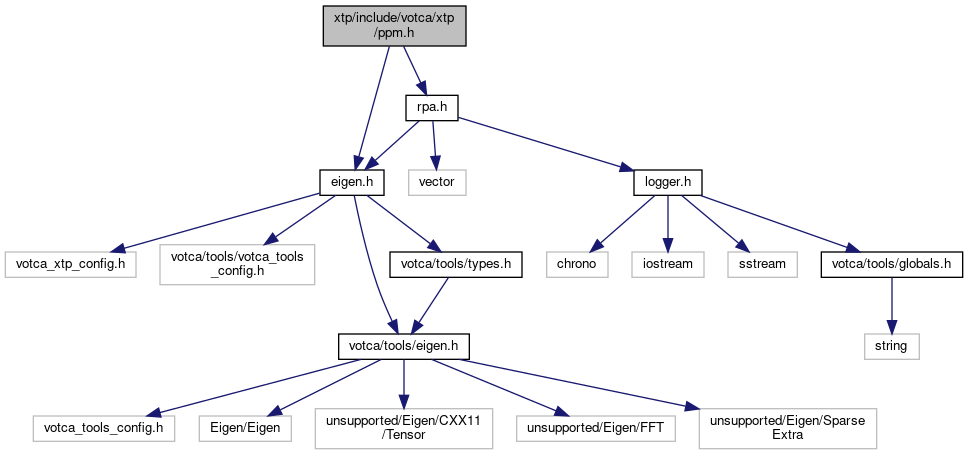 xtp/include/votca/xtp
/ppm.h
rpa.h
eigen.h
vector
logger.h
votca_xtp_config.h
votca/tools/votca_tools
_config.h
votca/tools/types.h
chrono
iostream
sstream
votca/tools/globals.h
votca/tools/eigen.h
string
votca_tools_config.h
Eigen/Eigen
unsupported/Eigen/CXX11
/Tensor
unsupported/Eigen/FFT
unsupported/Eigen/Sparse
Extra